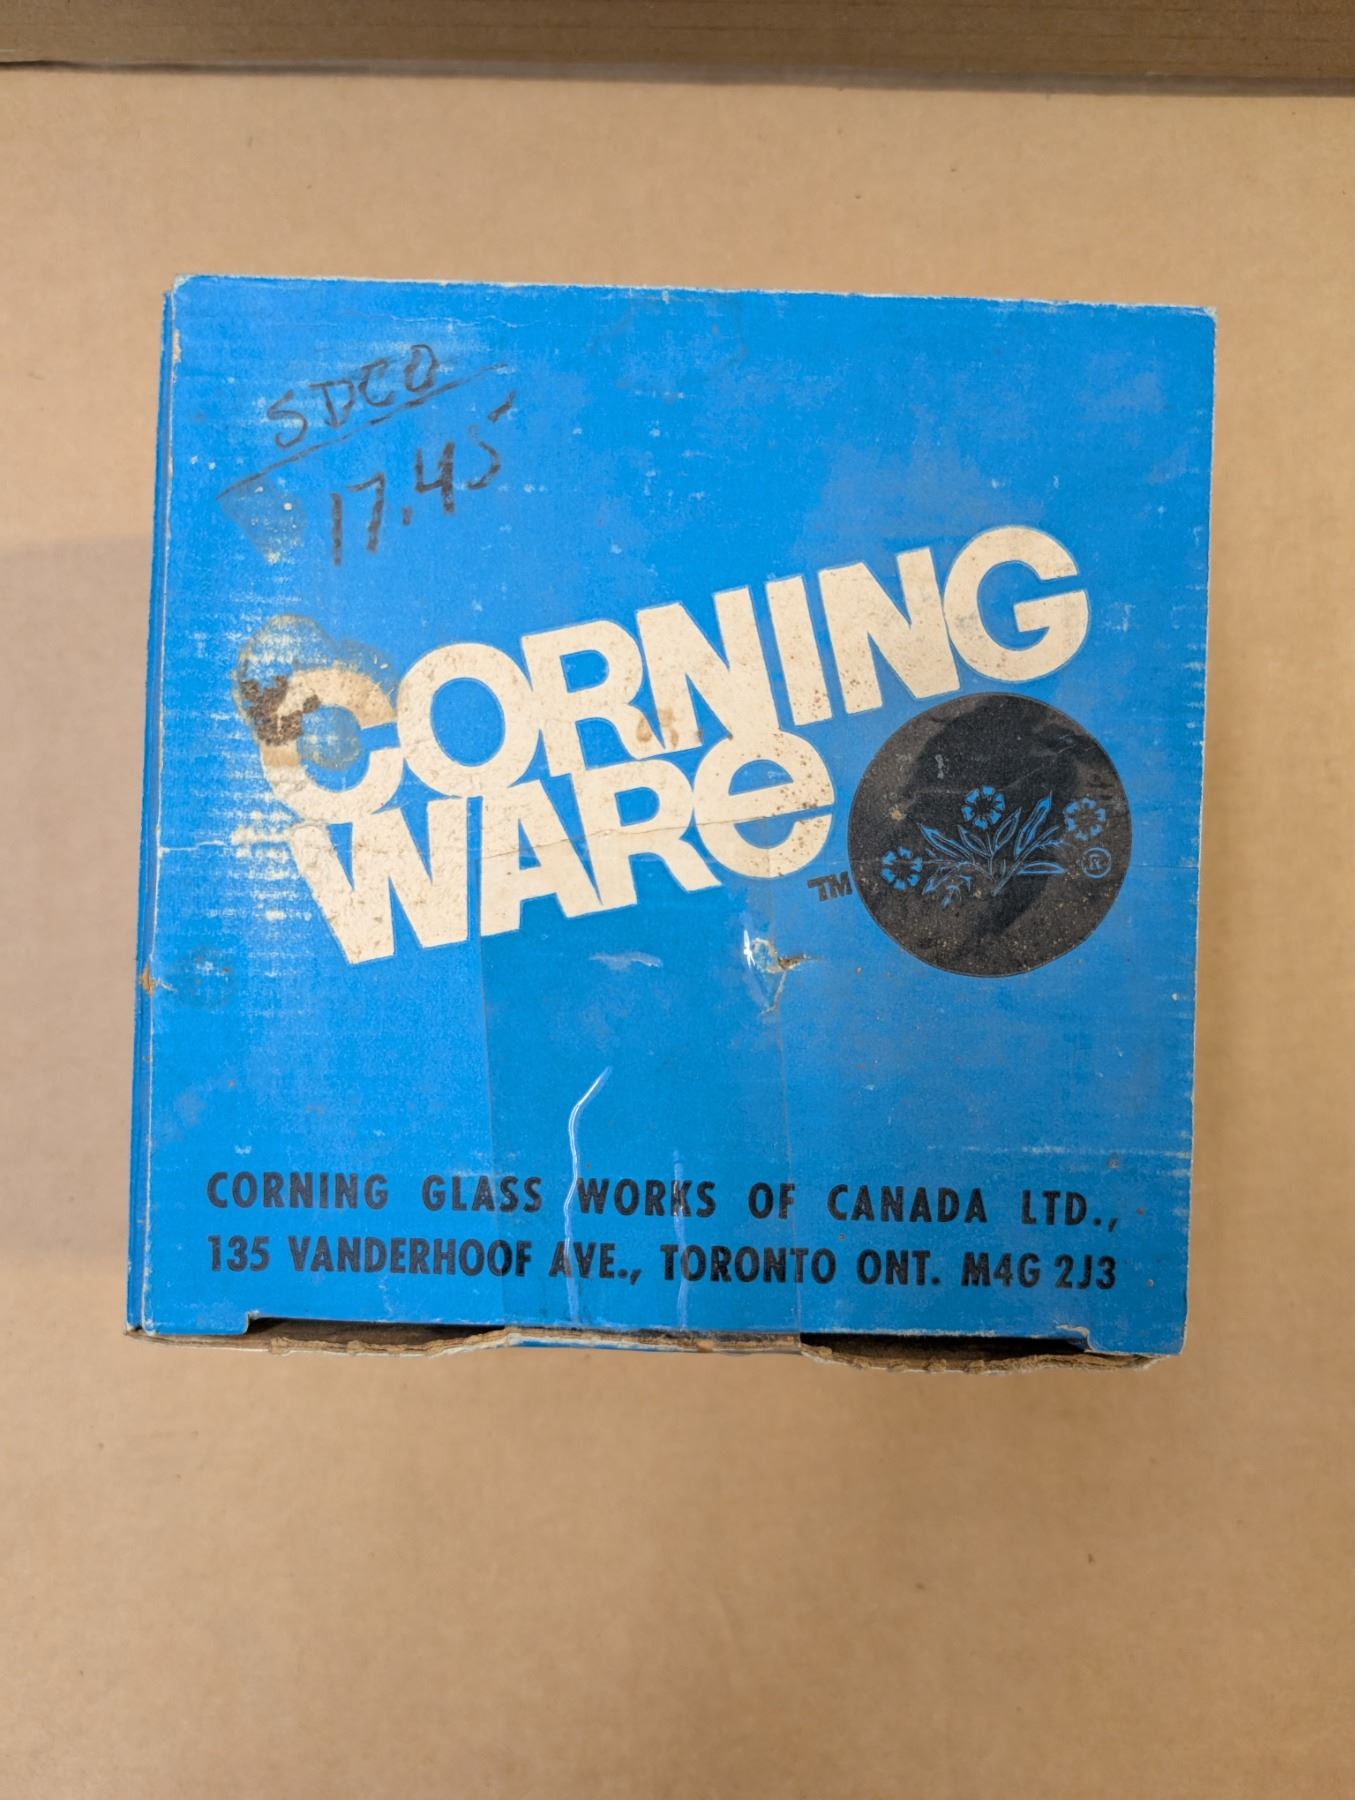 SDCO
17.45
CORNING
WARe
TM
®
CORNING GLASS WORKS OF CANADA LTD.,
135 VANDERHOOF AVE., TORONTO ONT. M4G 2J3